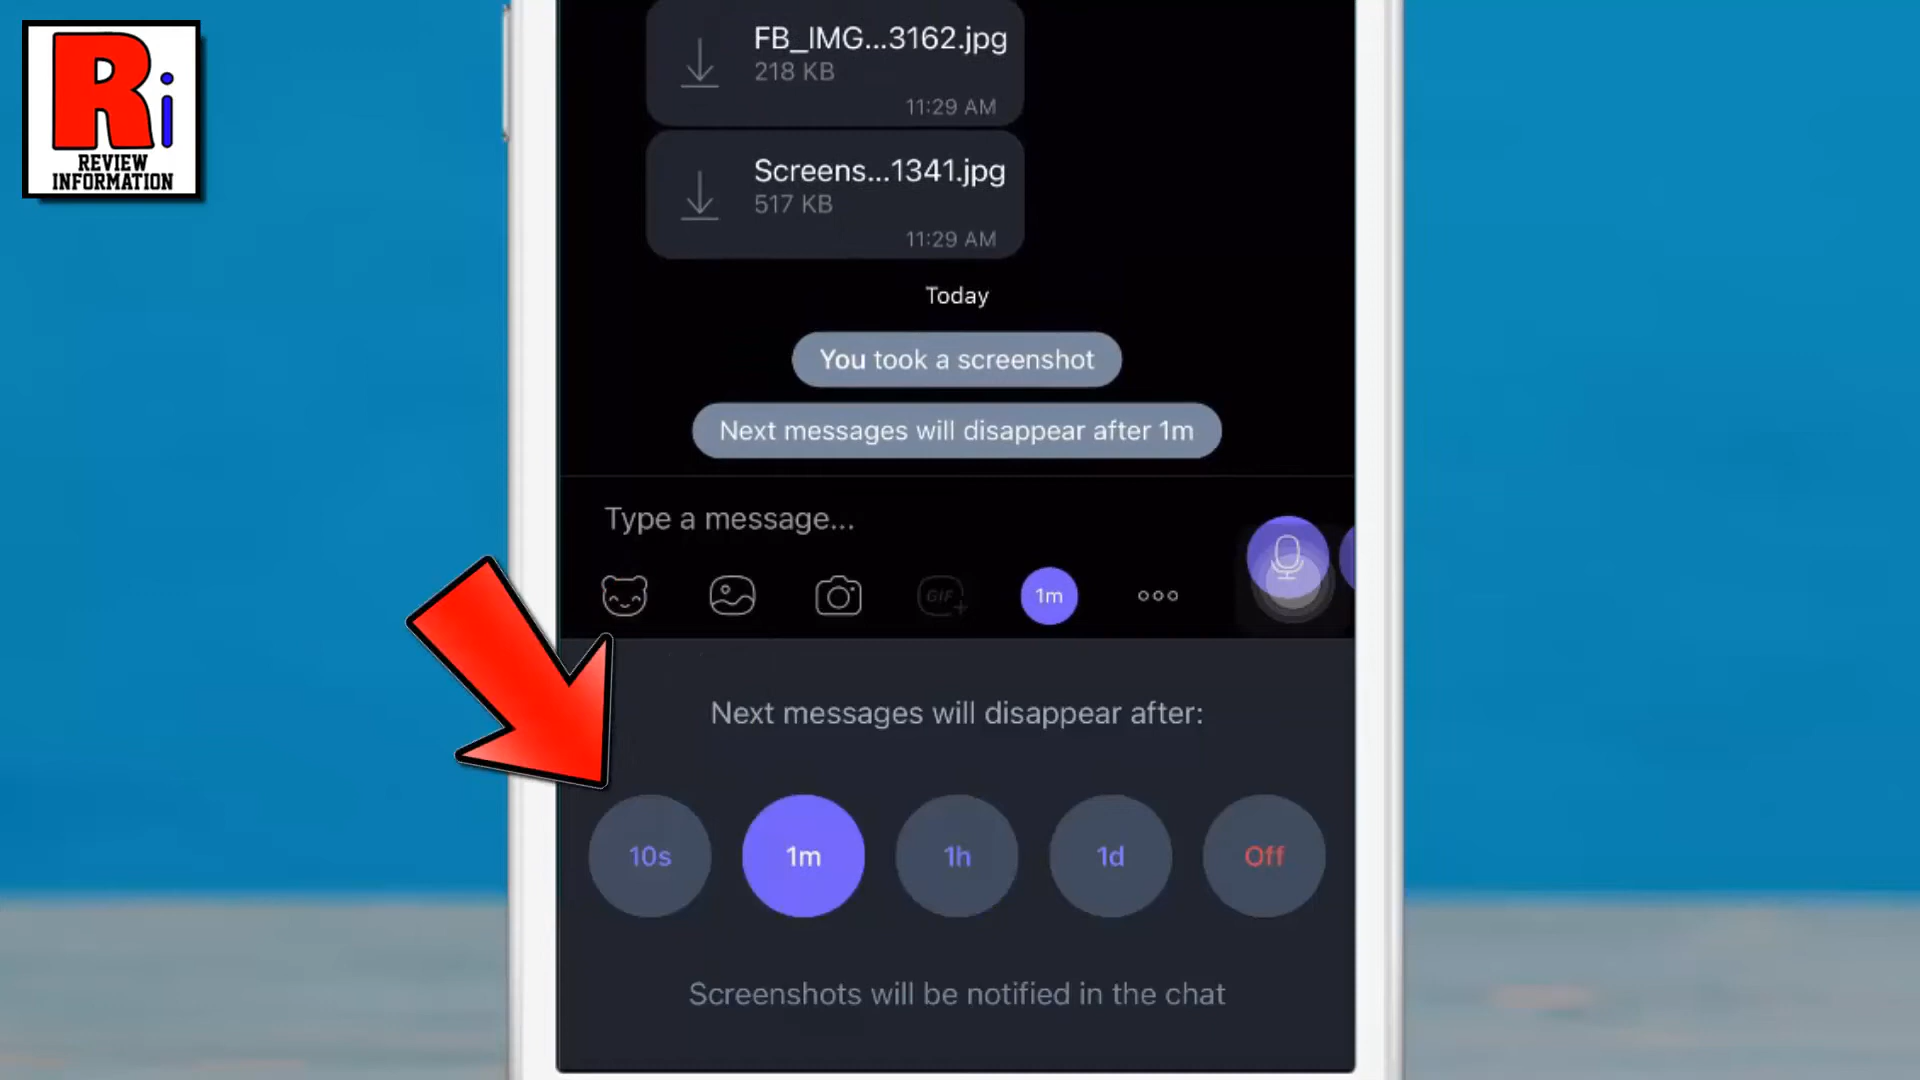 Ri
REVIEW
INFORMATION
FB_IMG...3162.jpg
218 KB
11:29 AM
Screens...1341.jpg
517 KB
11:29 AM
Today
You took a screenshot
Next messages will disappear after 1m
Type a message...
GIF
1m
Next messages will disappear after:
10s
1m
1h
1d
Off
Screenshots will be notified in the chat